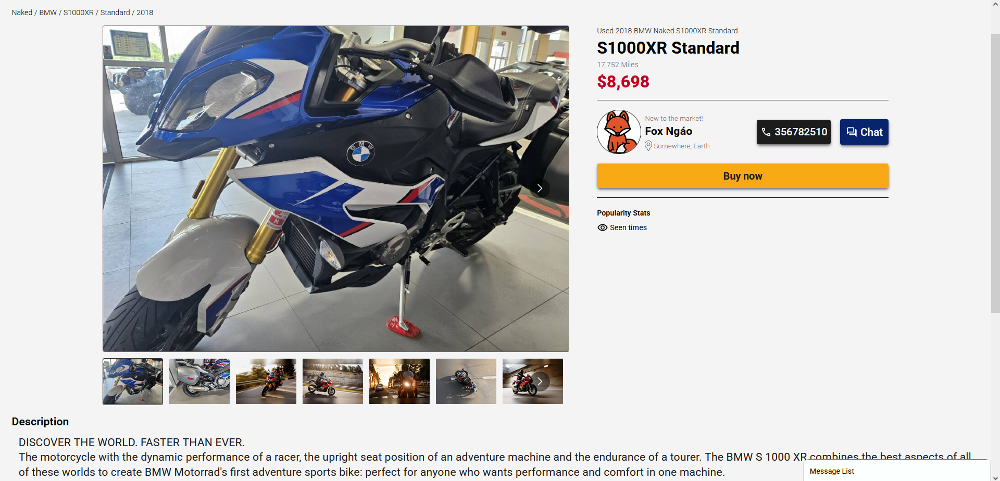 Naked / BMW / S1000XR / Standard / 2018
Used 2018 BMW Naked S1000XR Standard
S1000XR Standard
17,752 Miles
$8,698
New to the market!
Fox Ngáo
Somewhere, Earth
356782510
Chat
Buy now
Popularity Stats
Seen times
BMW
M
Description
DISCOVER THE WORLD. FASTER THAN EVER.
The motorcycle with the dynamic performance of a racer, the upright seat position of an adventure machine and the endurance of a tourer. The BMW S 1000 XR combines the best aspects of all
of these worlds to create BMW Motorrad's first adventure sports bike: perfect for anyone who wants performance and comfort in one machine.
Message List